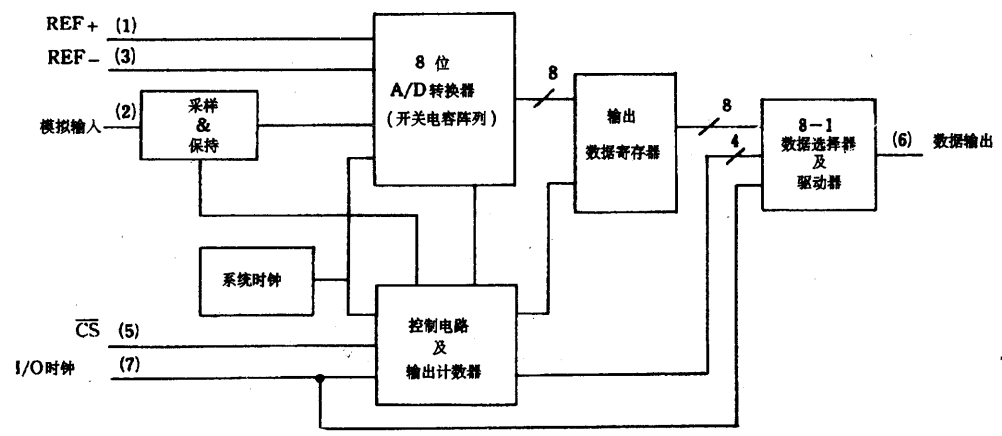 REF+ (1)
REF- (3)
模拟输入 (2)
采样
&
保持
8 位
A/D转换器
(开关电容阵列)
8
输出
数据寄存器
8
4
8-1
数据选择器
及
驱动器
(6) 数据输出
系统时钟
控制电路
及
输出计数器
C̅S̅ (5)
I/O时钟 (7)